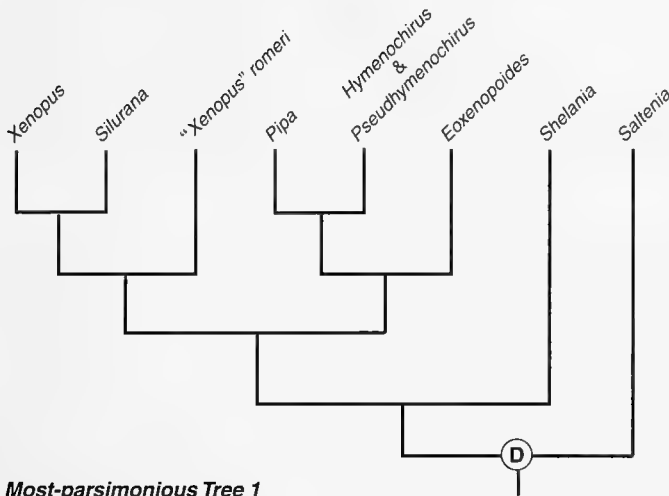 Xenopus
Silurana
“Xenopus” romeri
Pipa
Hymenochirus
&
Pseudhymenochirus
Eoxenopoides
Shelania
Saltenia
D
Most-parsimonious Tree 1